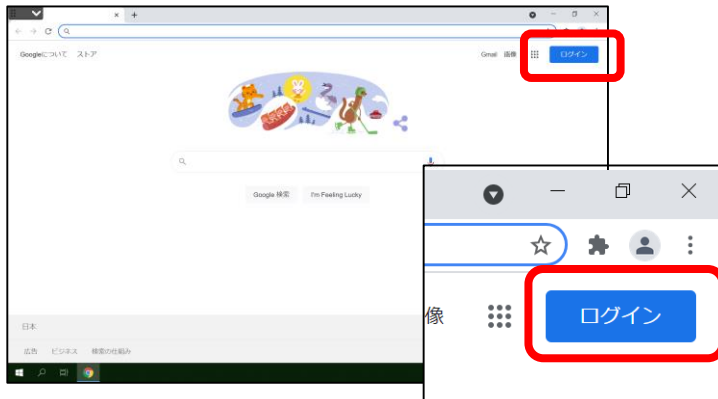 Googleについて ストア
Gmail 画像
ログイン
Google 検索 I'm Feeling Lucky
日本
広告 ビジネス 検索の仕組み
像
ログイン